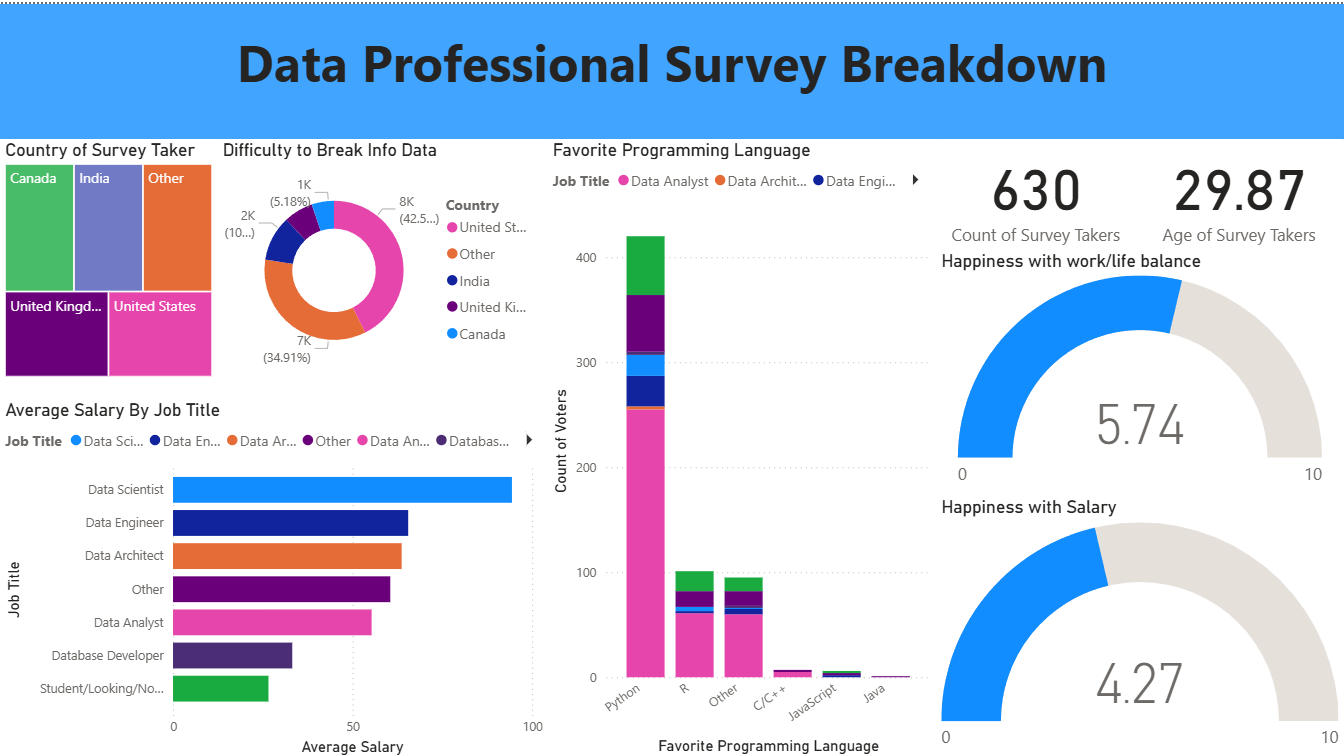 Data Professional Survey Breakdown
Country of Survey Taker
Canada
India
Other
United Kingd...
United States
Difficulty to Break Info Data
1K
(5.18%)
8K
(42.5...)
2K
(10...)
7K
(34.91%)
Country
United St...
Other
India
United Ki...
Canada
Average Salary By Job Title
Job Title Data Sci... Data En... Data Ar... Other Data An... Databas...
Job Title
Data Scientist
Data Engineer
Data Architect
Other
Data Analyst
Database Developer
Student/Looking/No...
0 50 100
Average Salary
Favorite Programming Language
Job Title Data Analyst Data Archit... Data Engi...
Count of Voters
400
300
200
100
0
Python R Other C/C++ JavaScript Java
Favorite Programming Language
630
Count of Survey Takers
29.87
Age of Survey Takers
Happiness with work/life balance
5.74
0 10
Happiness with Salary
4.27
0 10